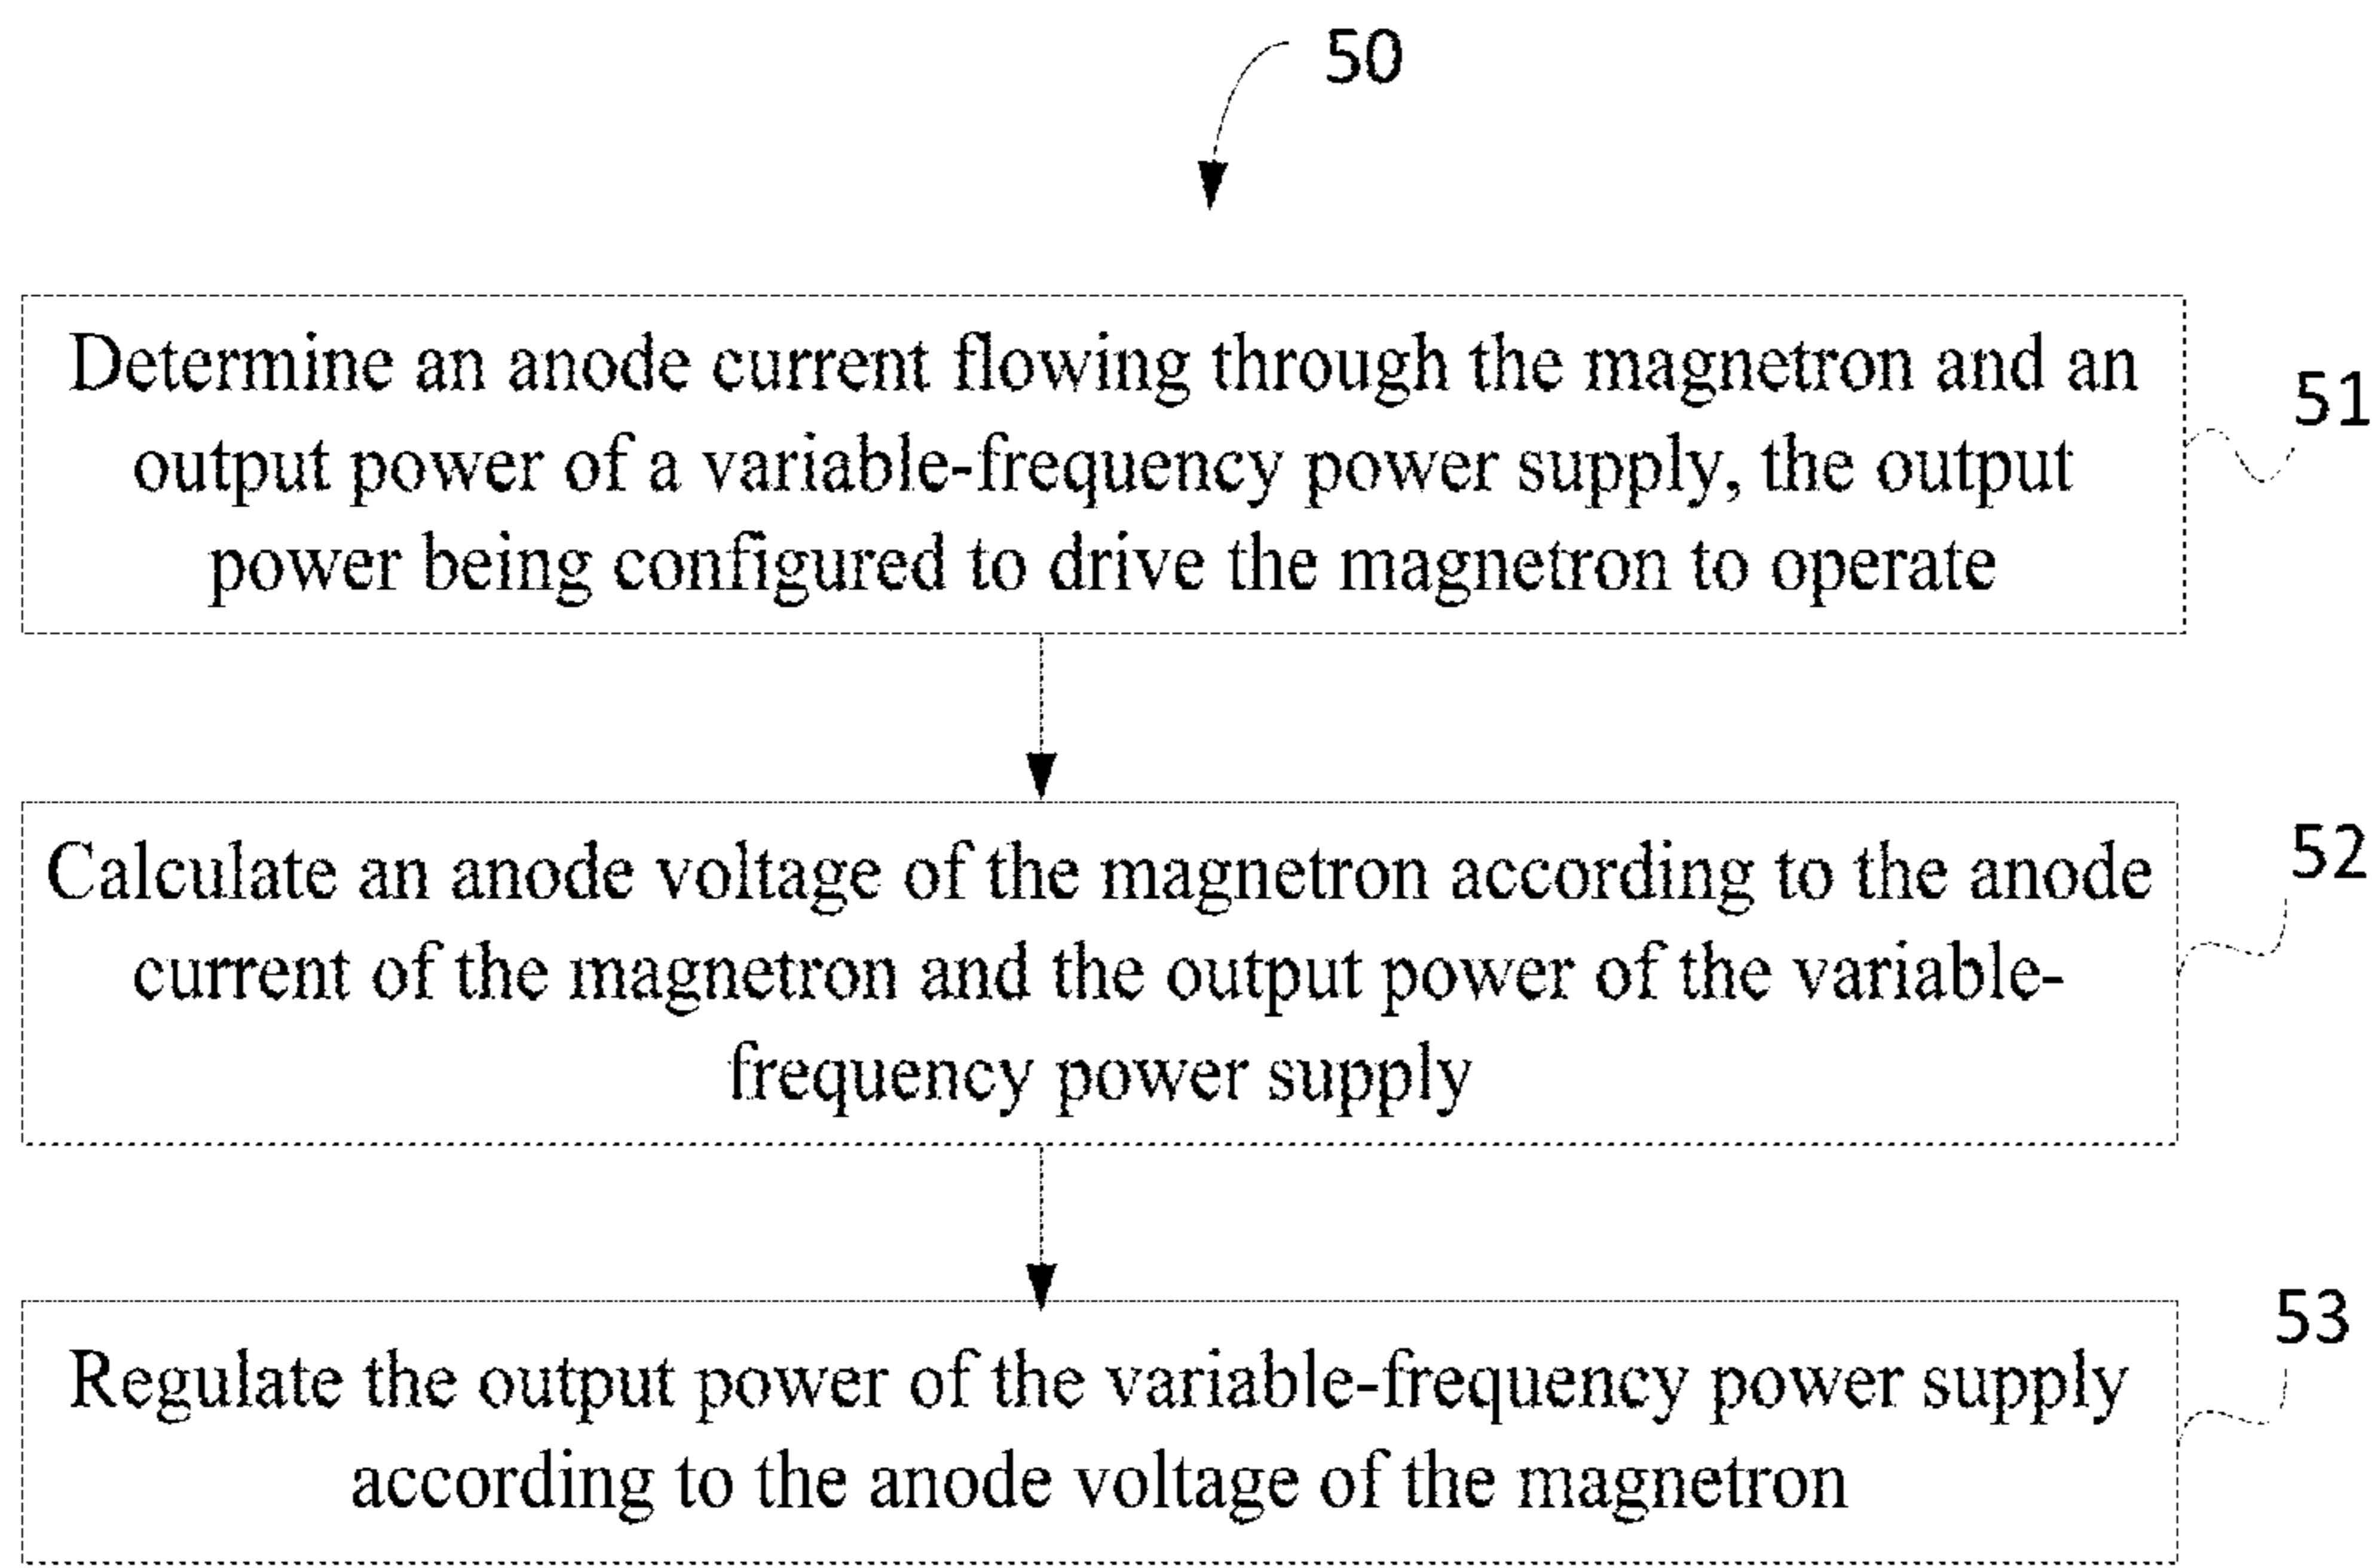 50
Determine an anode current flowing through the magnetron and an
output power of a variable-frequency power supply, the output
power being configured to drive the magnetron to operate
51
Calculate an anode voltage of the magnetron according to the anode
current of the magnetron and the output power of the variable-
frequency power supply
52
Regulate the output power of the variable-frequency power supply
according to the anode voltage of the magnetron
53